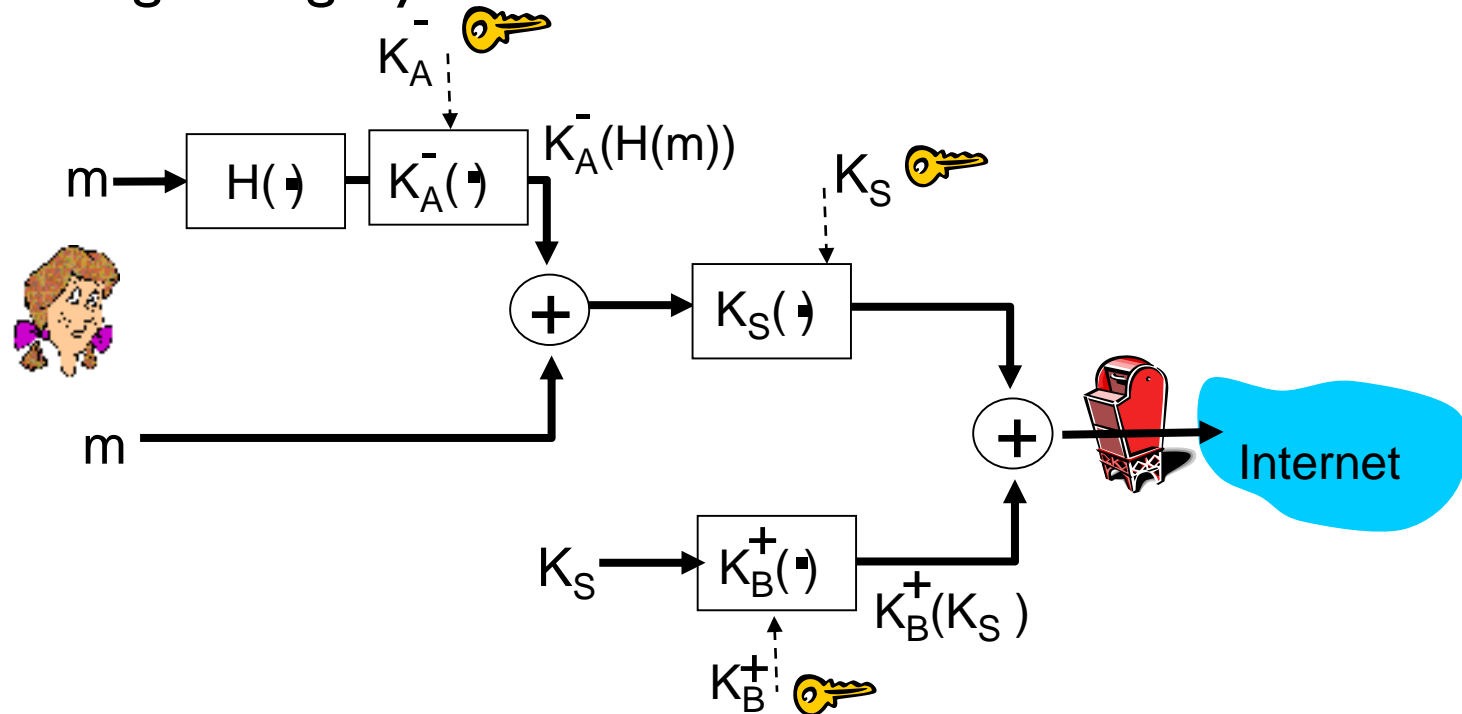 K_A^-
m
H(·)
K_A^-(·)
K_A^-(H(m))
K_S
+
K_S(·)
m
+
Internet
K_S
K_B^+(·)
K_B^+(K_S )
K_B^+